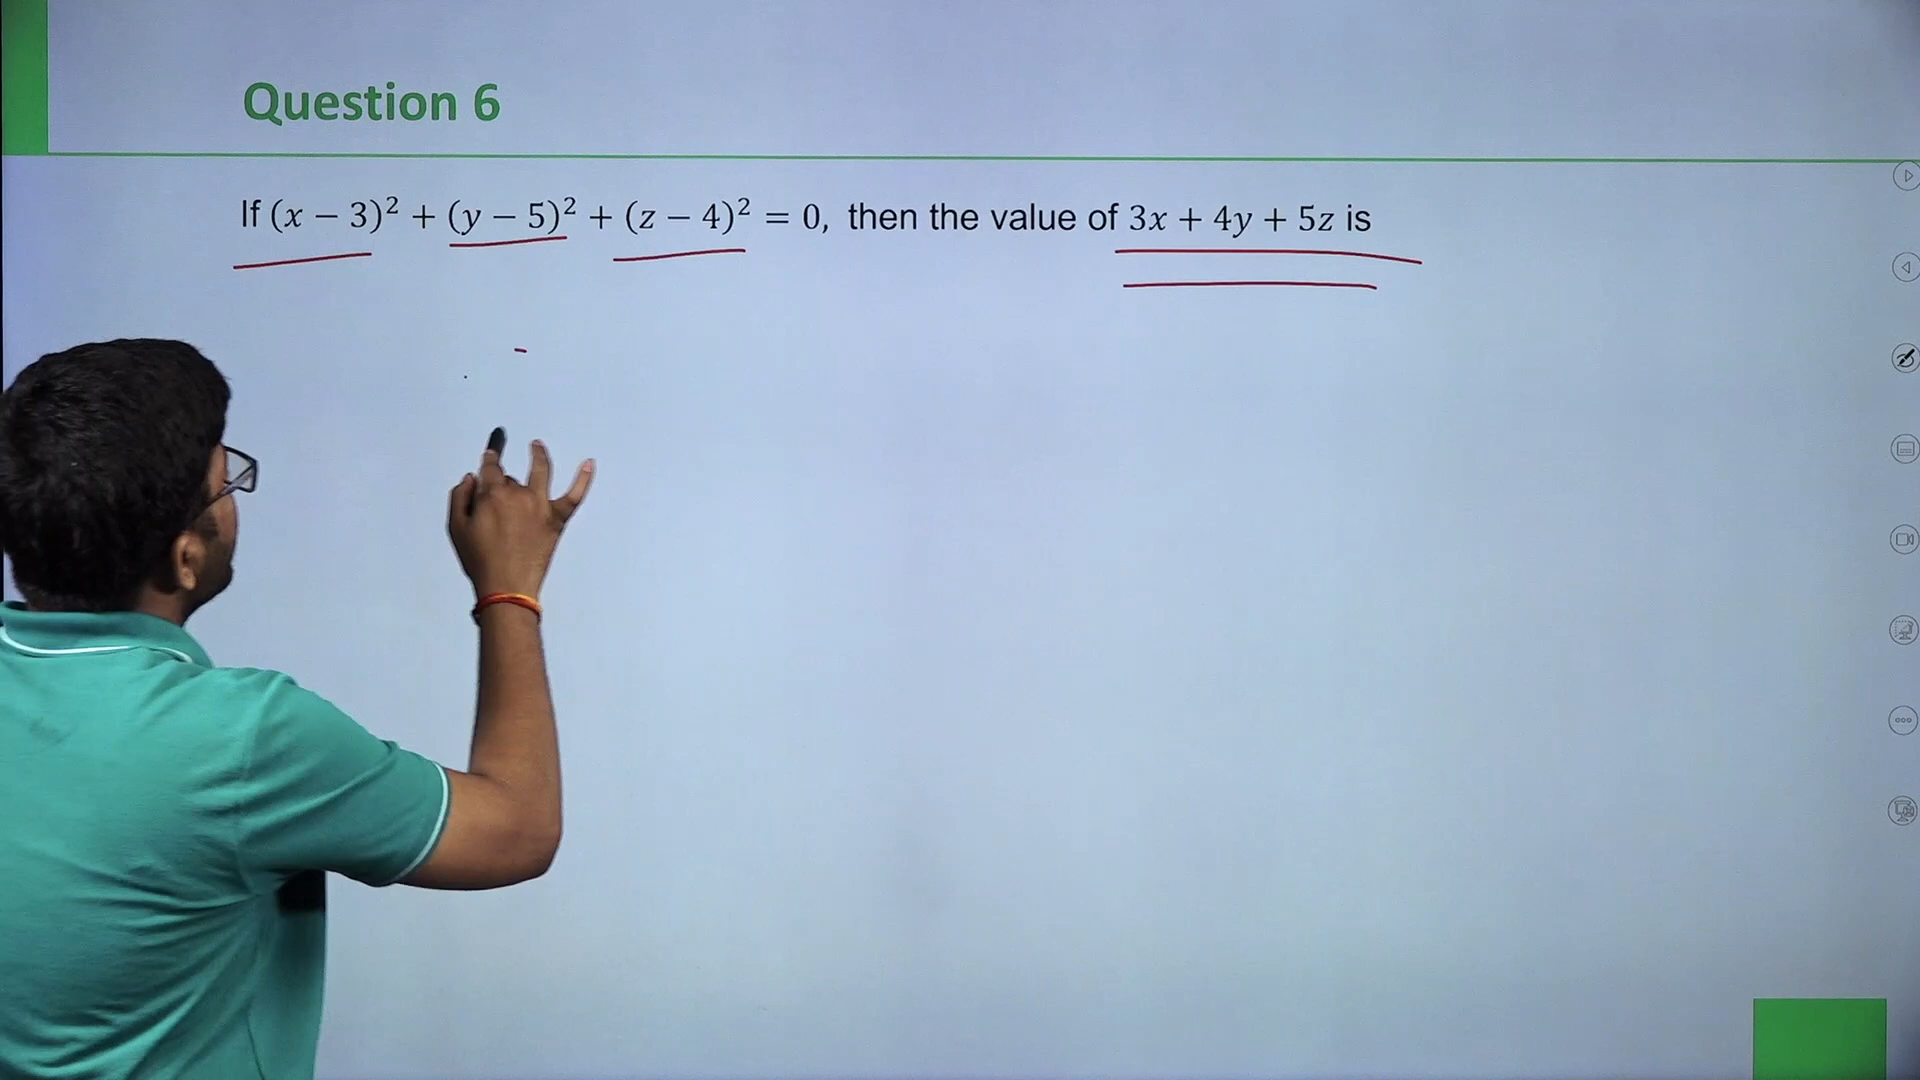 Question 6
If (x − 3)² + (y − 5)² + (z − 4)² = 0, then the value of 3x + 4y + 5z is